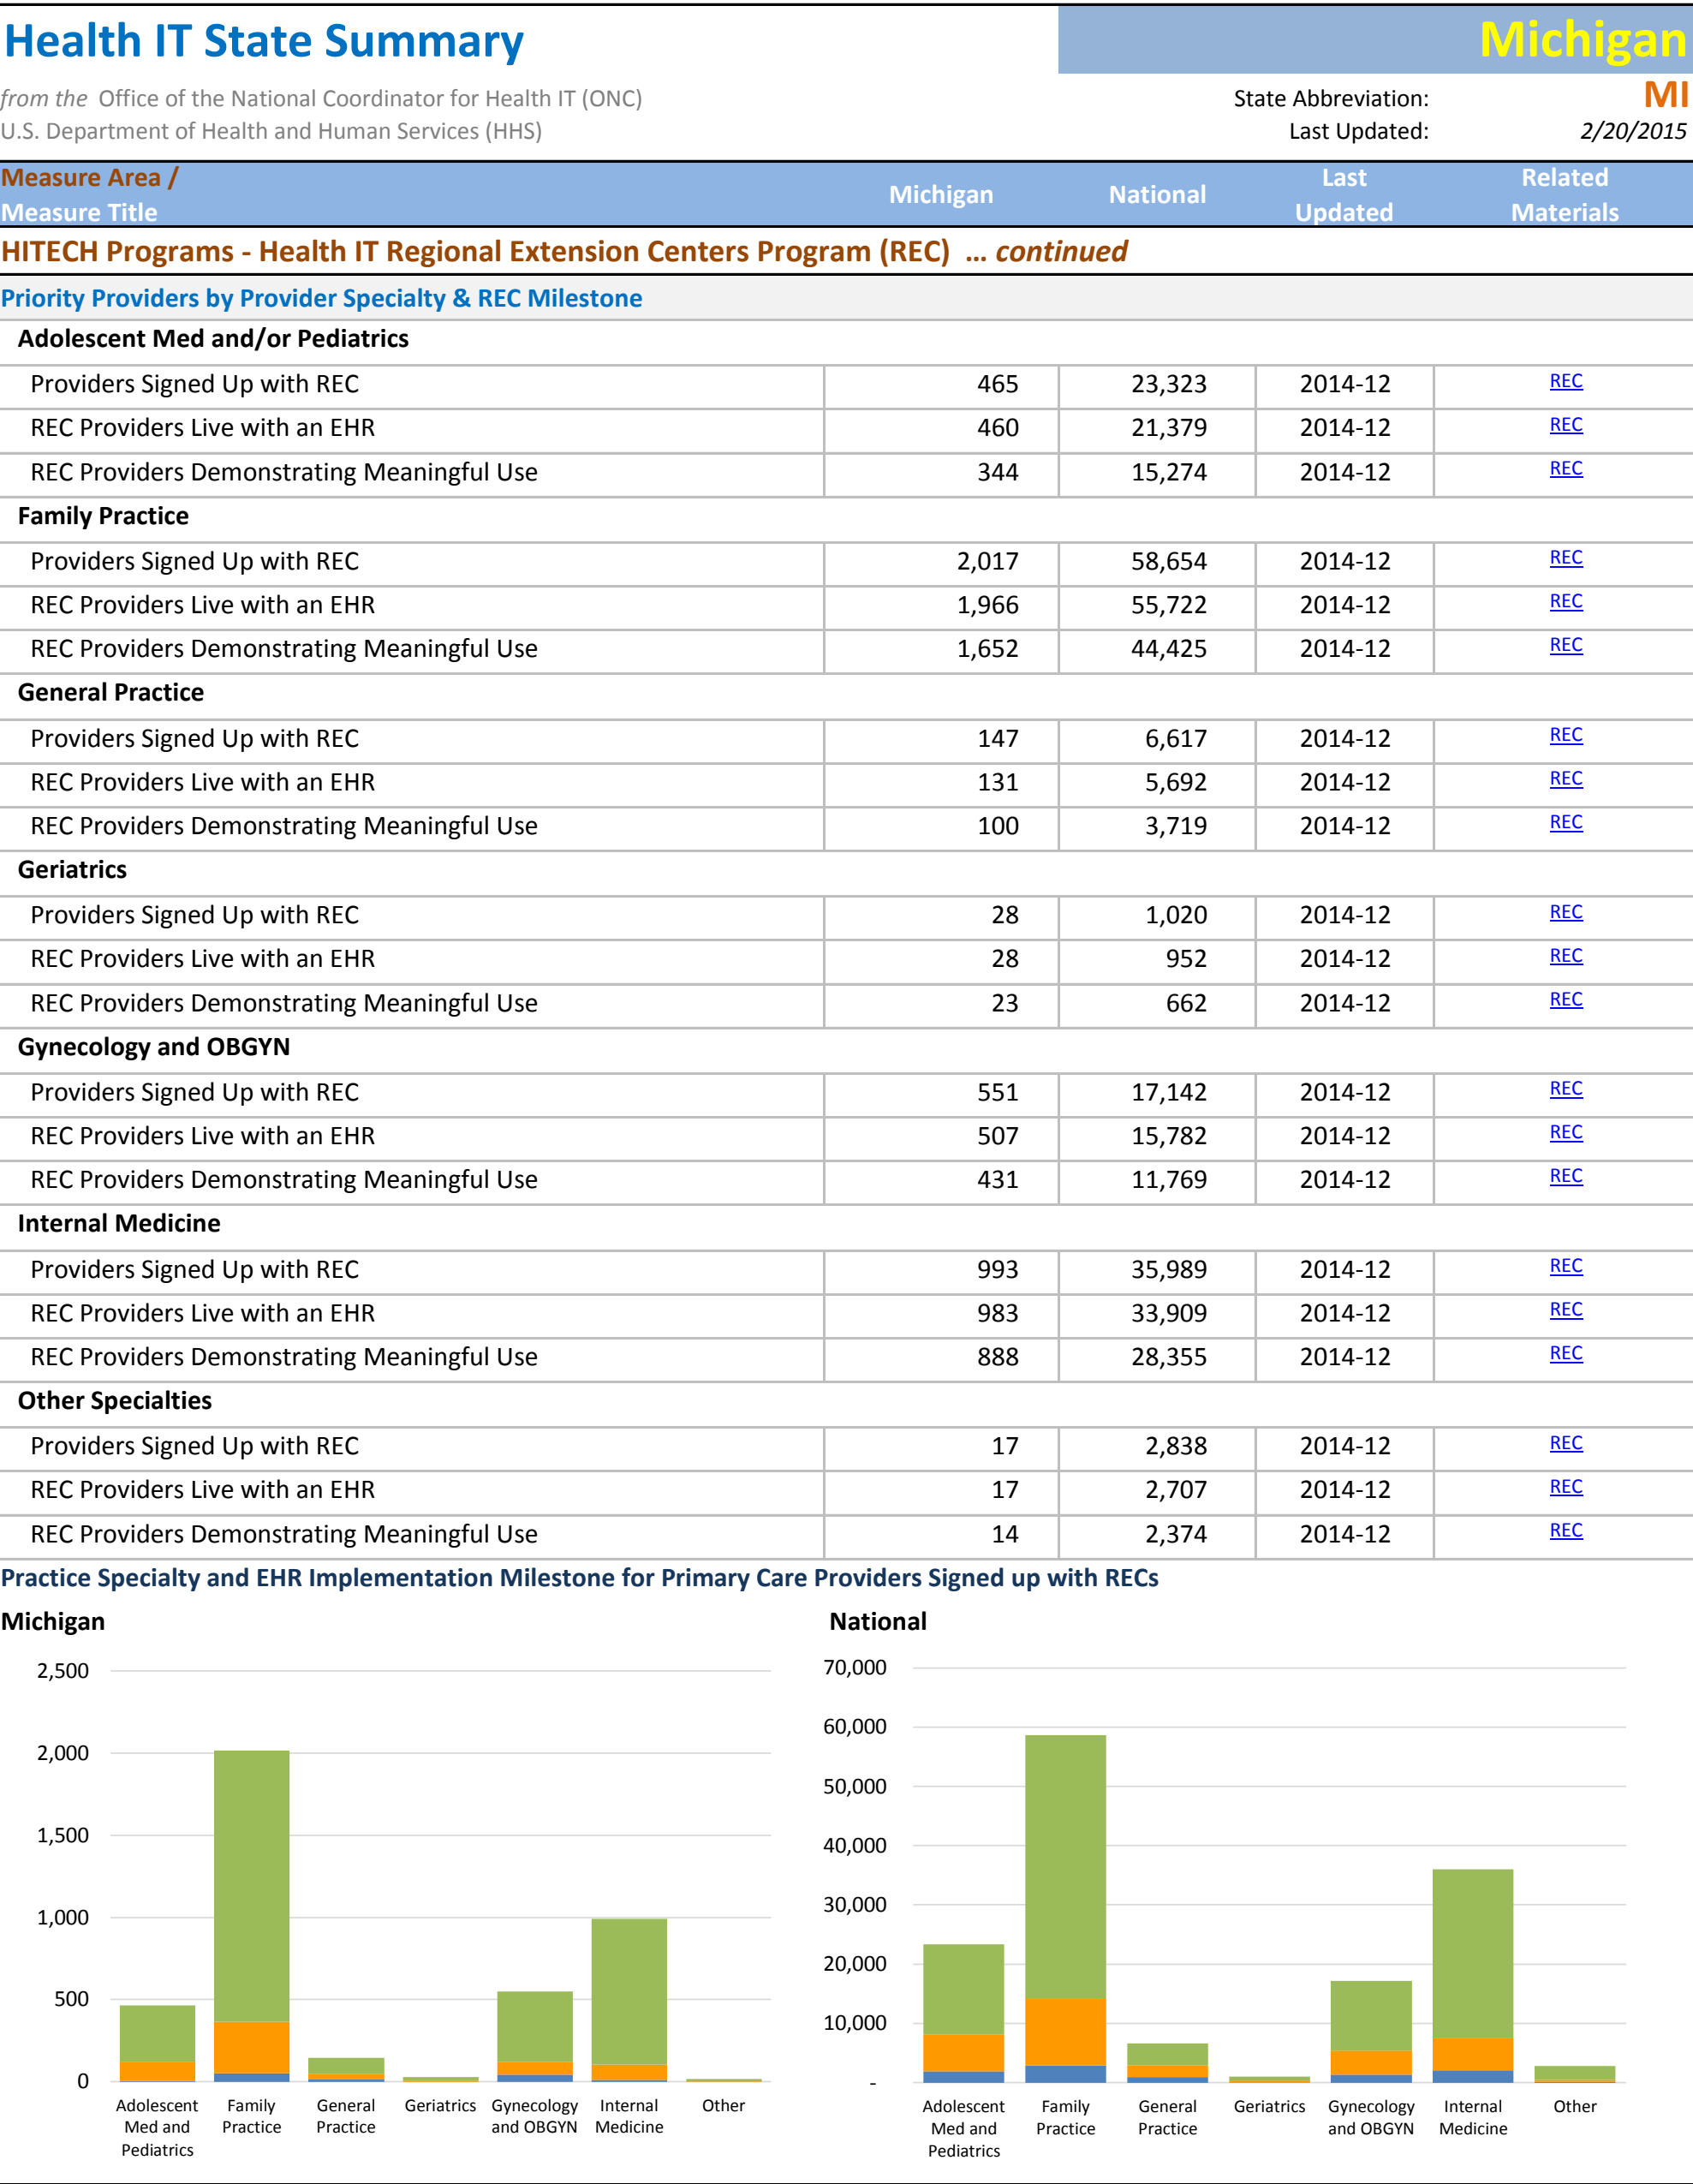 Health IT State Summary Michigan
from the Office of the National Coordinator for Health IT (ONC) State Abbreviation: MI
U.S. Department of Health and Human Services (HHS) Last Updated: 2/20/2015
Measure Area /
Measure Title Michigan National Last Updated Related Materials
HITECH Programs - Health IT Regional Extension Centers Program (REC) … continued
Priority Providers by Provider Specialty & REC Milestone
Adolescent Med and/or Pediatrics
Providers Signed Up with REC 465 23,323 2014-12 REC
REC Providers Live with an EHR 460 21,379 2014-12 REC
REC Providers Demonstrating Meaningful Use 344 15,274 2014-12 REC
Family Practice
Providers Signed Up with REC 2,017 58,654 2014-12 REC
REC Providers Live with an EHR 1,966 55,722 2014-12 REC
REC Providers Demonstrating Meaningful Use 1,652 44,425 2014-12 REC
General Practice
Providers Signed Up with REC 147 6,617 2014-12 REC
REC Providers Live with an EHR 131 5,692 2014-12 REC
REC Providers Demonstrating Meaningful Use 100 3,719 2014-12 REC
Geriatrics
Providers Signed Up with REC 28 1,020 2014-12 REC
REC Providers Live with an EHR 28 952 2014-12 REC
REC Providers Demonstrating Meaningful Use 23 662 2014-12 REC
Gynecology and OBGYN
Providers Signed Up with REC 551 17,142 2014-12 REC
REC Providers Live with an EHR 507 15,782 2014-12 REC
REC Providers Demonstrating Meaningful Use 431 11,769 2014-12 REC
Internal Medicine
Providers Signed Up with REC 993 35,989 2014-12 REC
REC Providers Live with an EHR 983 33,909 2014-12 REC
REC Providers Demonstrating Meaningful Use 888 28,355 2014-12 REC
Other Specialties
Providers Signed Up with REC 17 2,838 2014-12 REC
REC Providers Live with an EHR 17 2,707 2014-12 REC
REC Providers Demonstrating Meaningful Use 14 2,374 2014-12 REC
Practice Specialty and EHR Implementation Milestone for Primary Care Providers Signed up with RECs
Michigan
2,500
2,000
1,500
1,000
500
0
Adolescent Family General Geriatrics Gynecology Internal Other
Med and Practice Practice and OBGYN Medicine
Pediatrics
National
70,000
60,000
50,000
40,000
30,000
20,000
10,000
-
Adolescent Family General Geriatrics Gynecology Internal Other
Med and Practice Practice and OBGYN Medicine
Pediatrics